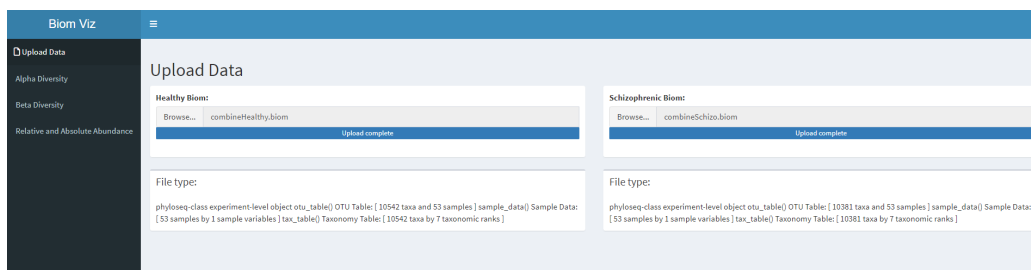 Biom Viz
Upload Data
Alpha Diversity
Beta Diversity
Relative and Absolute Abundance
Upload Data
Healthy Biom:
Browse... combineHealthy.biom
Upload complete
File type:
phyloseq-class experiment-level object otu_table() OTU Table: [ 10542 taxa and 53 samples ] sample_data() Sample Data:
[ 53 samples by 1 sample variables ] tax_table() Taxonomy Table: [ 10542 taxa by 7 taxonomic ranks ]
Schizophrenic Biom:
Browse... combineSchizo.biom
Upload complete
File type:
phyloseq-class experiment-level object otu_table() OTU Table: [ 10381 taxa and 53 samples ] sample_data() Sample Data:
[ 53 samples by 1 sample variables ] tax_table() Taxonomy Table: [ 10381 taxa by 7 taxonomic ranks ]